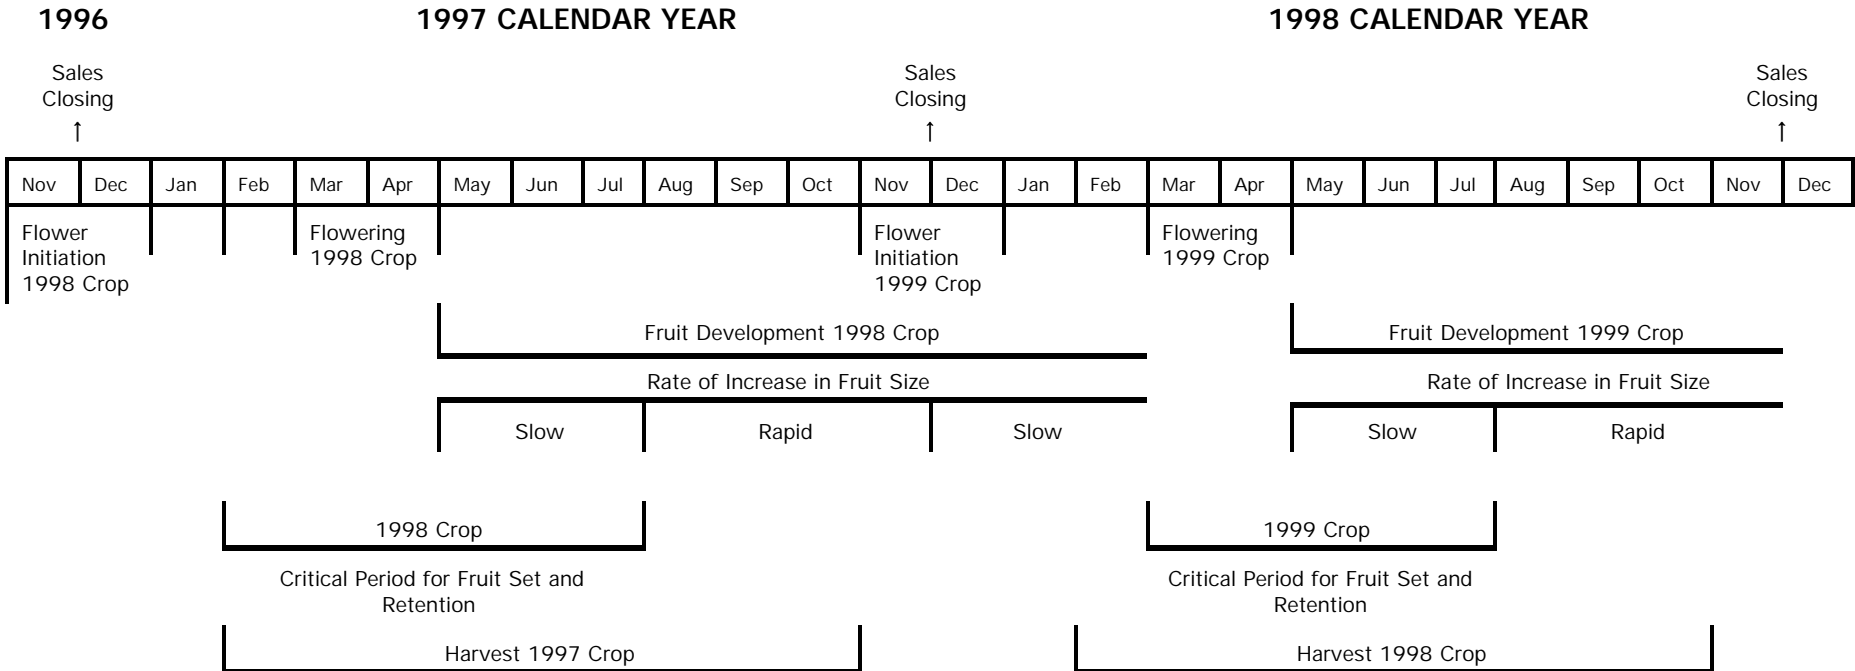 1996 1997 CALENDAR YEAR 1998 CALENDAR YEAR
Sales Sales Sales
Closing Closing Closing
↑ ↑ ↑
Nov Dec Jan Feb Mar Apr May Jun Jul Aug Sep Oct Nov Dec Jan Feb Mar Apr May Jun Jul Aug Sep Oct Nov Dec
Flower Flowering Flower Flowering
Initiation 1998 Crop Initiation 1999 Crop
1998 Crop 1999 Crop
Fruit Development 1998 Crop Fruit Development 1999 Crop
Rate of Increase in Fruit Size Rate of Increase in Fruit Size
Slow Rapid Slow Slow Rapid
1998 Crop 1999 Crop
Critical Period for Fruit Set and Critical Period for Fruit Set and
Retention Retention
Harvest 1997 Crop Harvest 1998 Crop